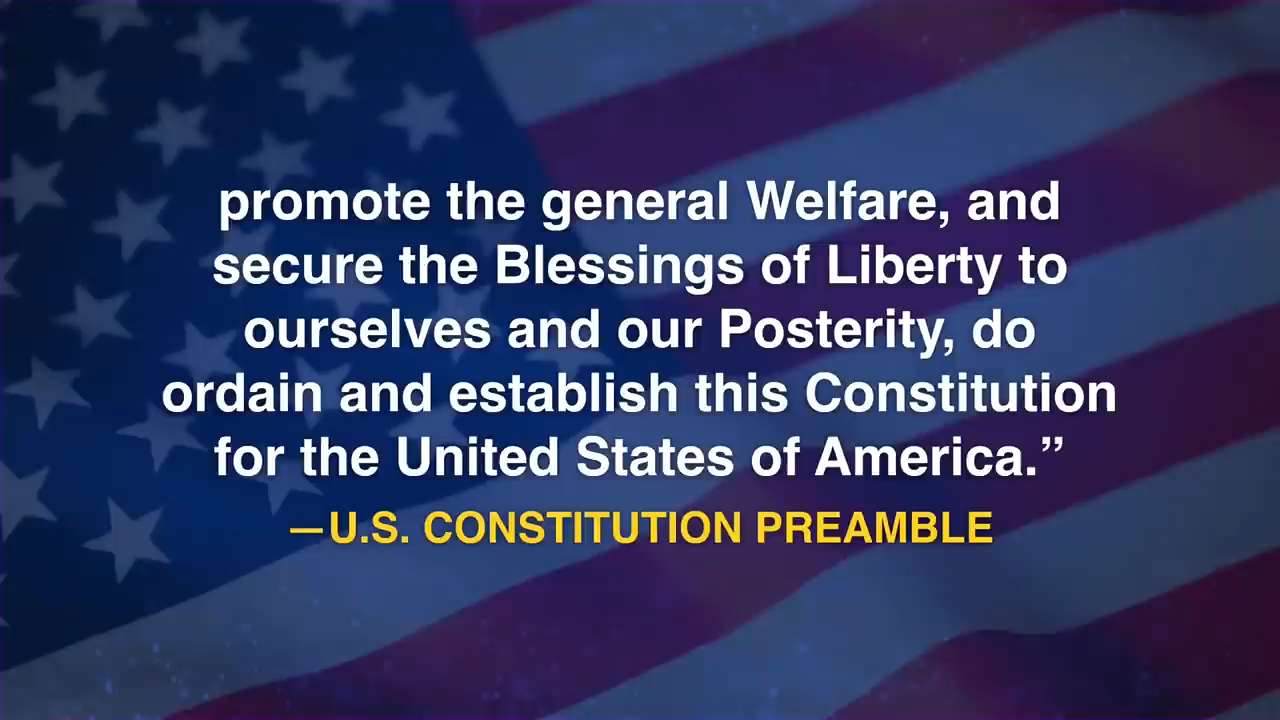 promote the general Welfare, and
secure the Blessings of Liberty to
ourselves and our Posterity, do
ordain and establish this Constitution
for the United States of America.”
—U.S. CONSTITUTION PREAMBLE